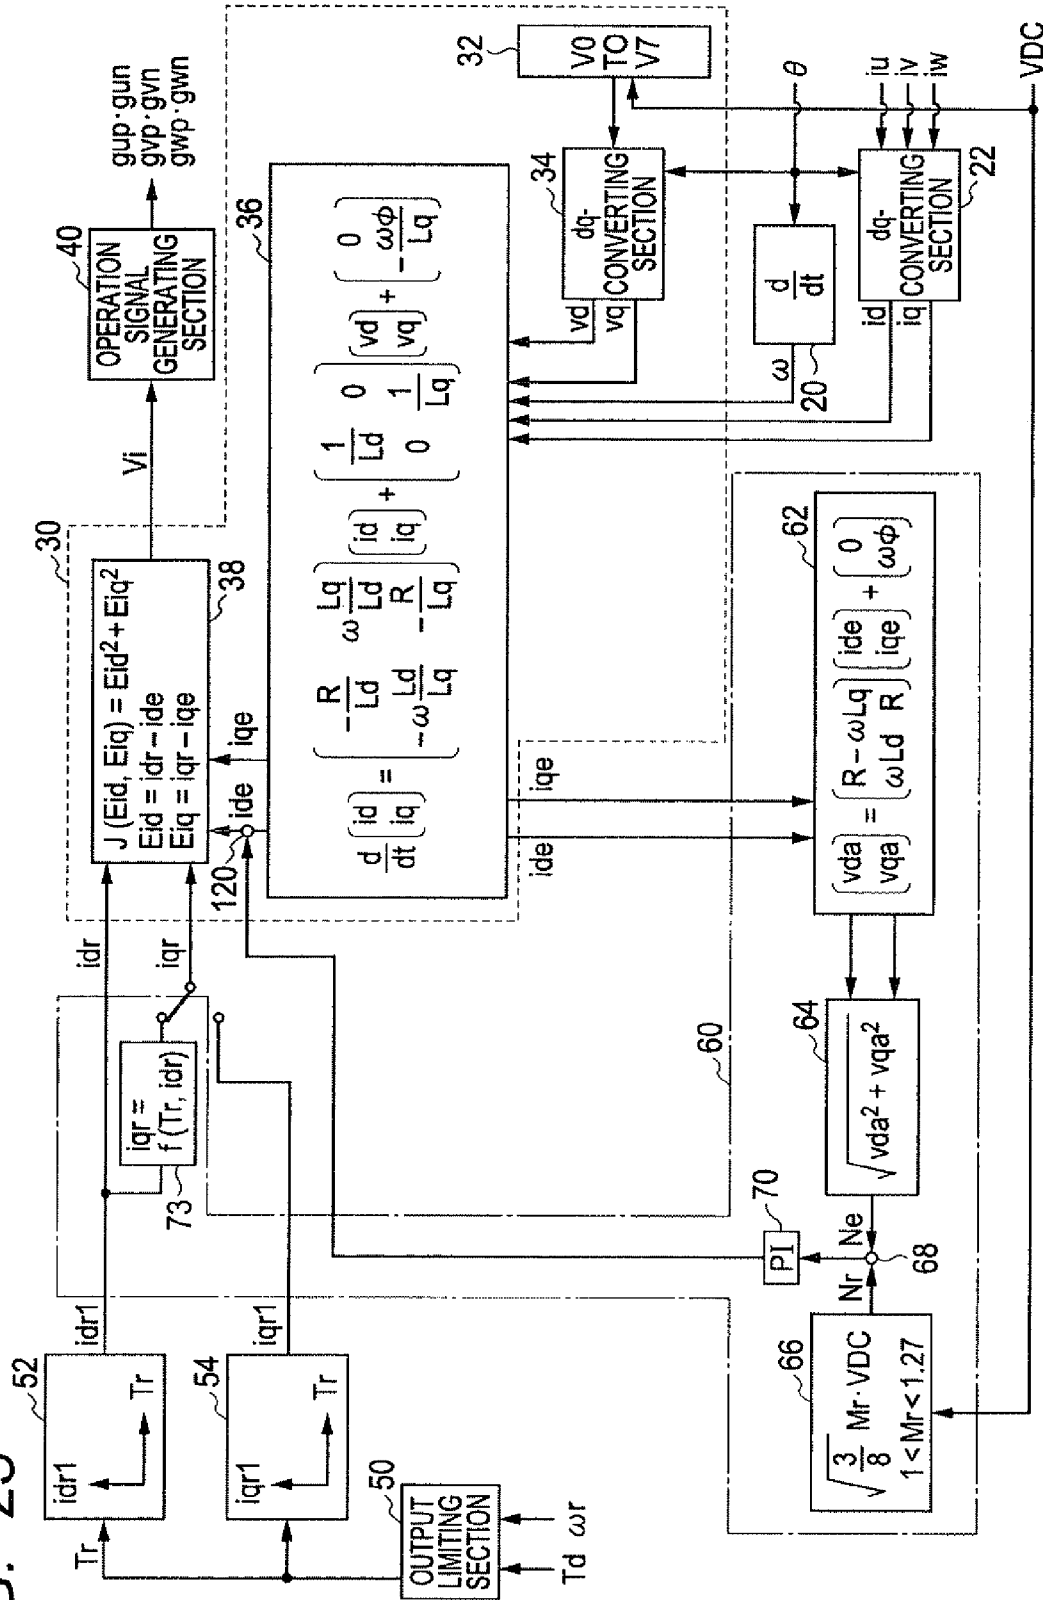 G. 25
Tr
52
idr1
Tr
idr1
54
iqr1
Tr
iqr1
50
OUTPUT
LIMITING
SECTION
Td ωr
iqr =
f (Tr, idr)
73
idr
iqr
30
J (Eid, Eiq) = Eid² + Eiq²
Eid = idr – ide
Eiq = iqr – iqe
38
Vi
40
OPERATION
SIGNAL
GENERATING
SECTION
gup·gun
gvp·gvn
gwp·gwn
120
ide
iqe
36
d/dt (id iq) = (-R/Ld ω Lq/Ld -ω Ld/Lq -R/Lq) (id iq) + (1/Ld 0 0 1/Lq) (vd vq) + (0 -ωϕ/Lq)
ide
iqe
vd
vq
34
dq-
CONVERTING
SECTION
32
V0
TO
V7
ω
d/dt
20
θ
id
iq
dq-
CONVERTING
SECTION
22
iu
iv
iw
VDC
60
66
√3/8 Mr·VDC
1 < Mr < 1.27
Nr
68
Ne
PI
70
64
√vda² + vqa²
62
(vda vqa) = (R –ωLq ωLd R) (ide iqe) + (0 ωϕ)